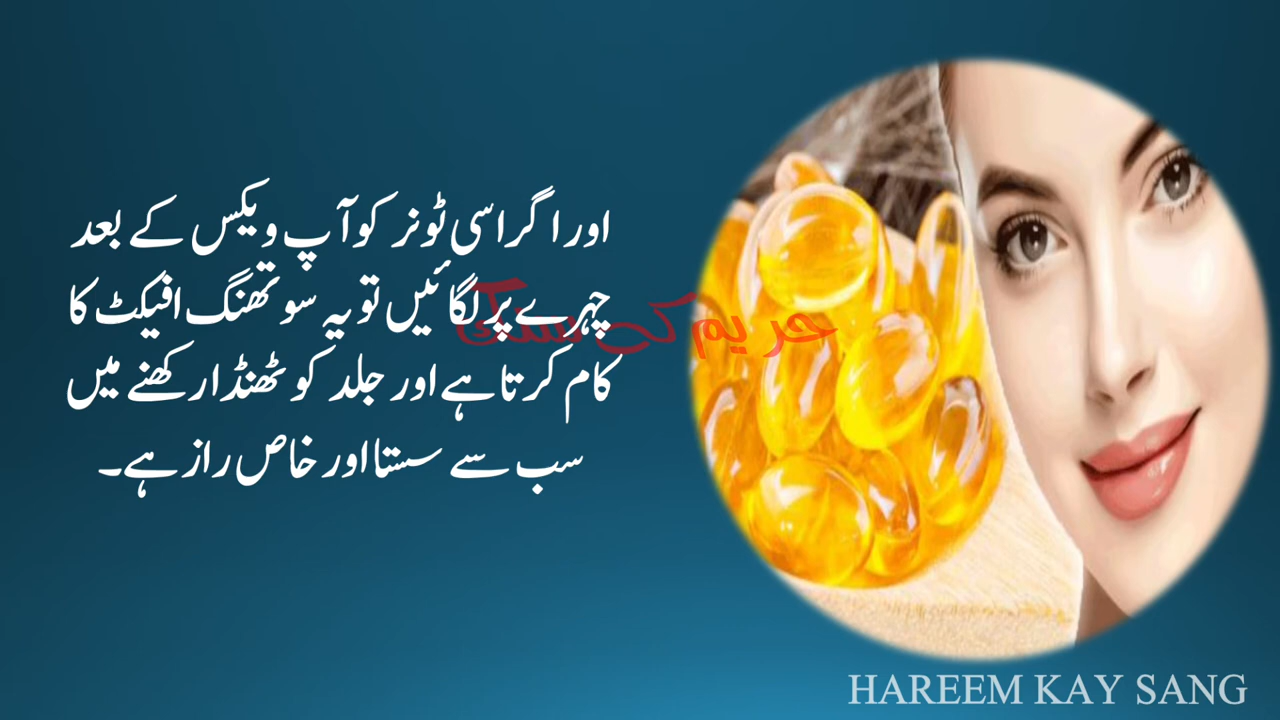 اور اگر اسی ٹونر کو آپ ویکس کے بعد
چہرے پر لگائیں تو یہ سوتھنگ افیکٹ کا
کام کرتا ہے اور جلد کو ٹھنڈا رکھنے میں
سب سے سستا اور خاص راز ہے۔
حریم کی سنگ
HAREEM KAY SANG